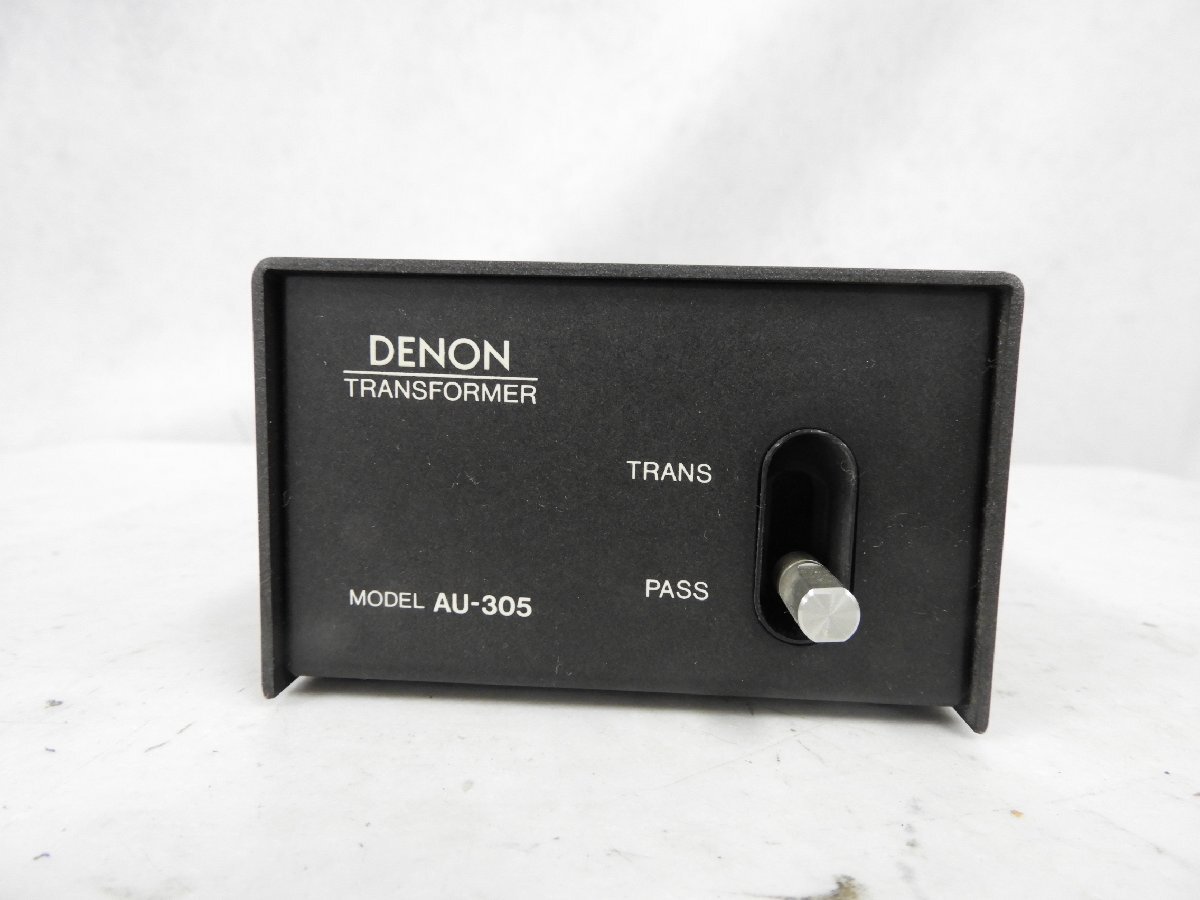 DENON
TRANSFORMER
TRANS
PASS
MODEL AU-305